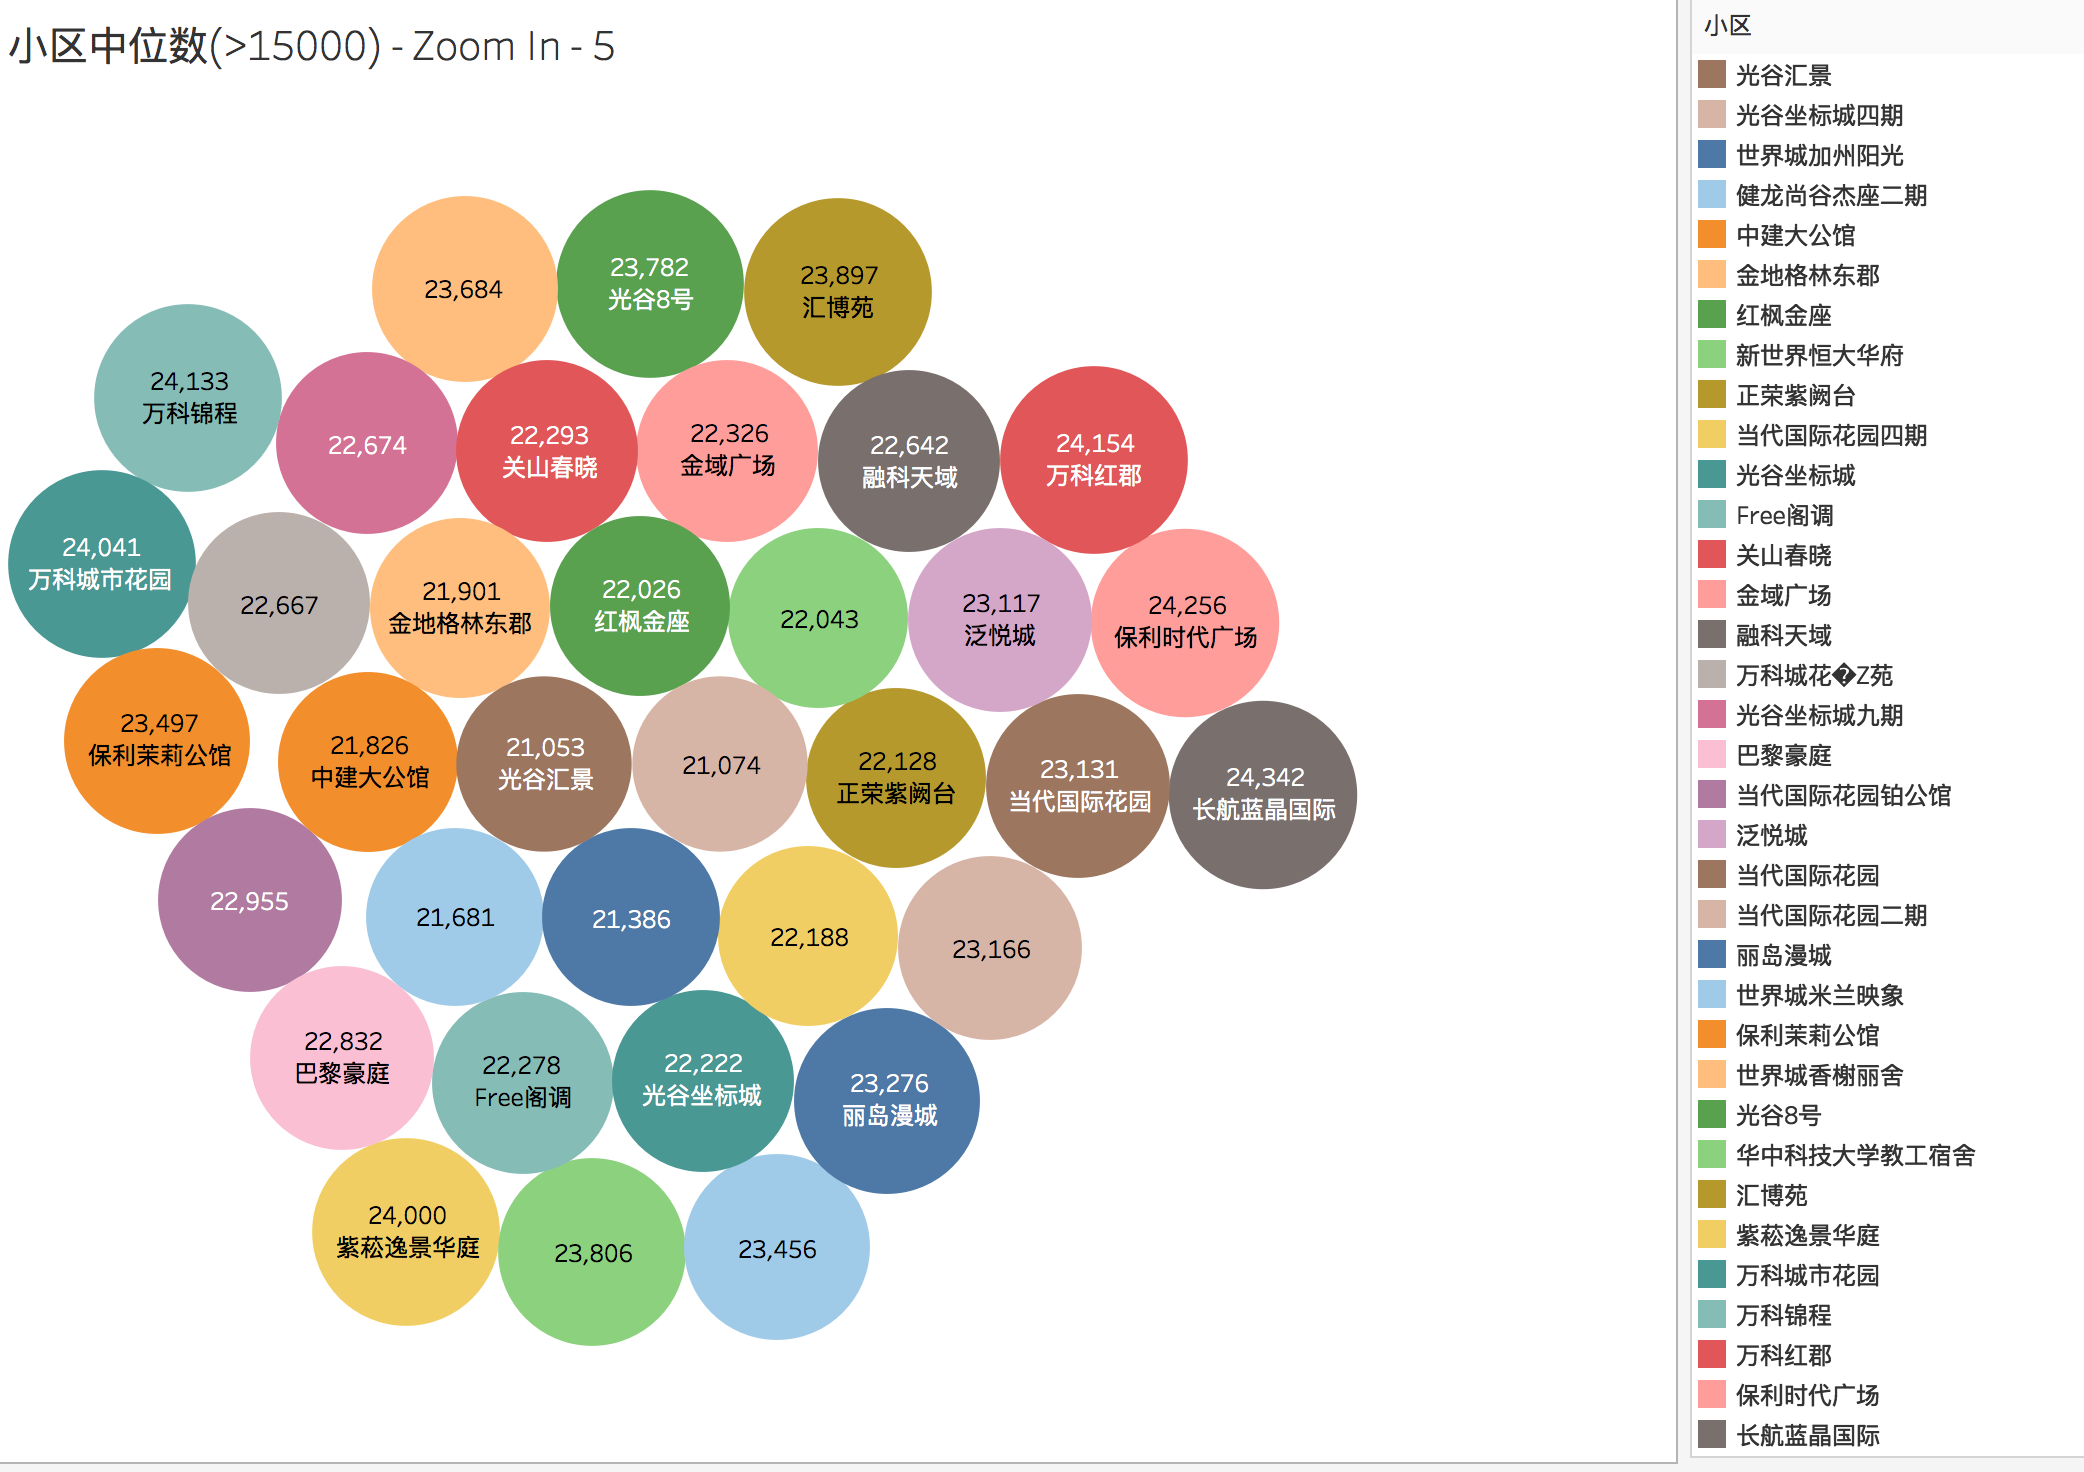 小区中位数(>15000) - Zoom In - 5
23,684
23,782
光谷8号
23,897
汇博苑
24,133
万科锦程
22,674
22,293
关山春晓
22,326
金域广场
22,642
融科天域
24,154
万科红郡
24,041
万科城市花园
22,667
21,901
金地格林东郡
22,026
红枫金座
22,043
23,117
泛悦城
24,256
保利时代广场
23,497
保利茉莉公馆
21,826
中建大公馆
21,053
光谷汇景
21,074
22,128
正荣紫阙台
23,131
当代国际花园
24,342
长航蓝晶国际
22,955
21,681
21,386
22,188
23,166
22,832
巴黎豪庭
22,278
Free阁调
22,222
光谷坐标城
23,276
丽岛漫城
24,000
紫菘逸景华庭
23,806
23,456
小区
光谷汇景
光谷坐标城四期
世界城加州阳光
健龙尚谷杰座二期
中建大公馆
金地格林东郡
红枫金座
新世界恒大华府
正荣紫阙台
当代国际花园四期
光谷坐标城
Free阁调
关山春晓
金域广场
融科天域
万科城花�Z苑
光谷坐标城九期
巴黎豪庭
当代国际花园铂公馆
泛悦城
当代国际花园
当代国际花园二期
丽岛漫城
世界城米兰映象
保利茉莉公馆
世界城香榭丽舍
光谷8号
华中科技大学教工宿舍
汇博苑
紫菘逸景华庭
万科城市花园
万科锦程
万科红郡
保利时代广场
长航蓝晶国际